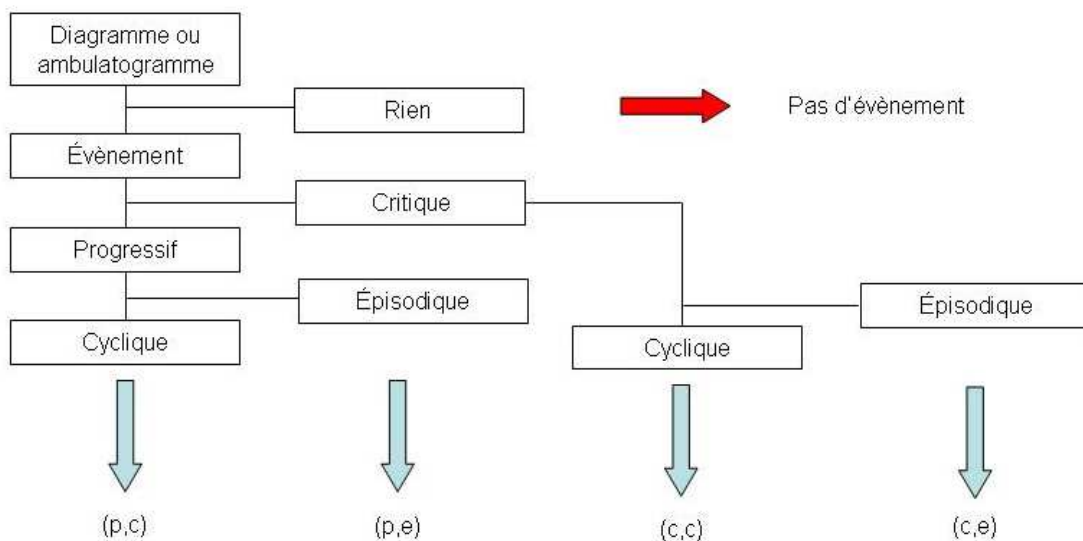 Diagramme ou
ambulatogramme
Rien
Pas d'évènement
Évènement
Critique
Progressif
Épisodique
Épisodique
Cyclique
Cyclique
(p,c)
(p,e)
(c,c)
(c,e)